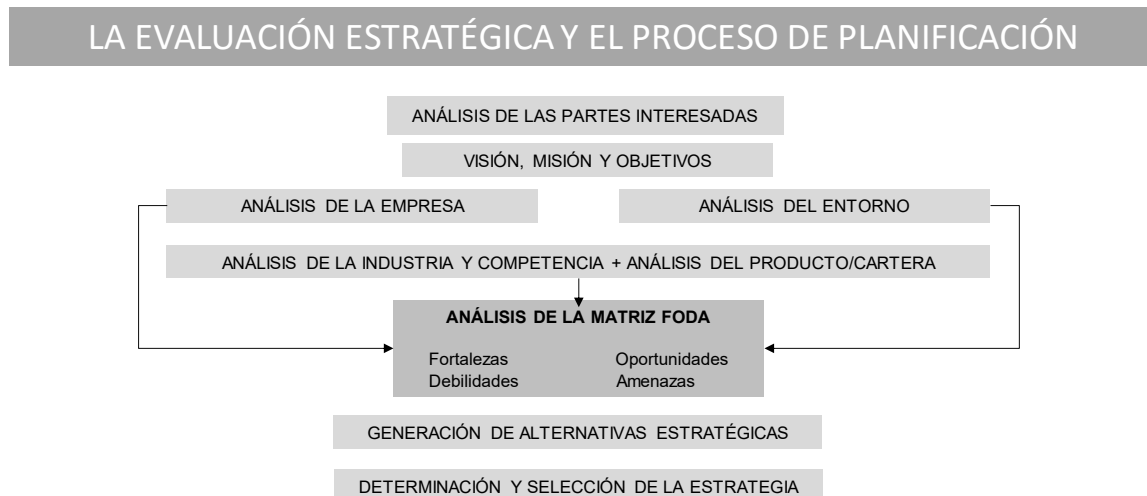 LA EVALUACIÓN ESTRATÉGICA Y EL PROCESO DE PLANIFICACIÓN
ANÁLISIS DE LAS PARTES INTERESADAS
VISIÓN, MISIÓN Y OBJETIVOS
ANÁLISIS DE LA EMPRESA
ANÁLISIS DEL ENTORNO
ANÁLISIS DE LA INDUSTRIA Y COMPETENCIA + ANÁLISIS DEL PRODUCTO/CARTERA
ANÁLISIS DE LA MATRIZ FODA
Fortalezas Oportunidades
Debilidades Amenazas
GENERACIÓN DE ALTERNATIVAS ESTRATÉGICAS
DETERMINACIÓN Y SELECCIÓN DE LA ESTRATEGIA